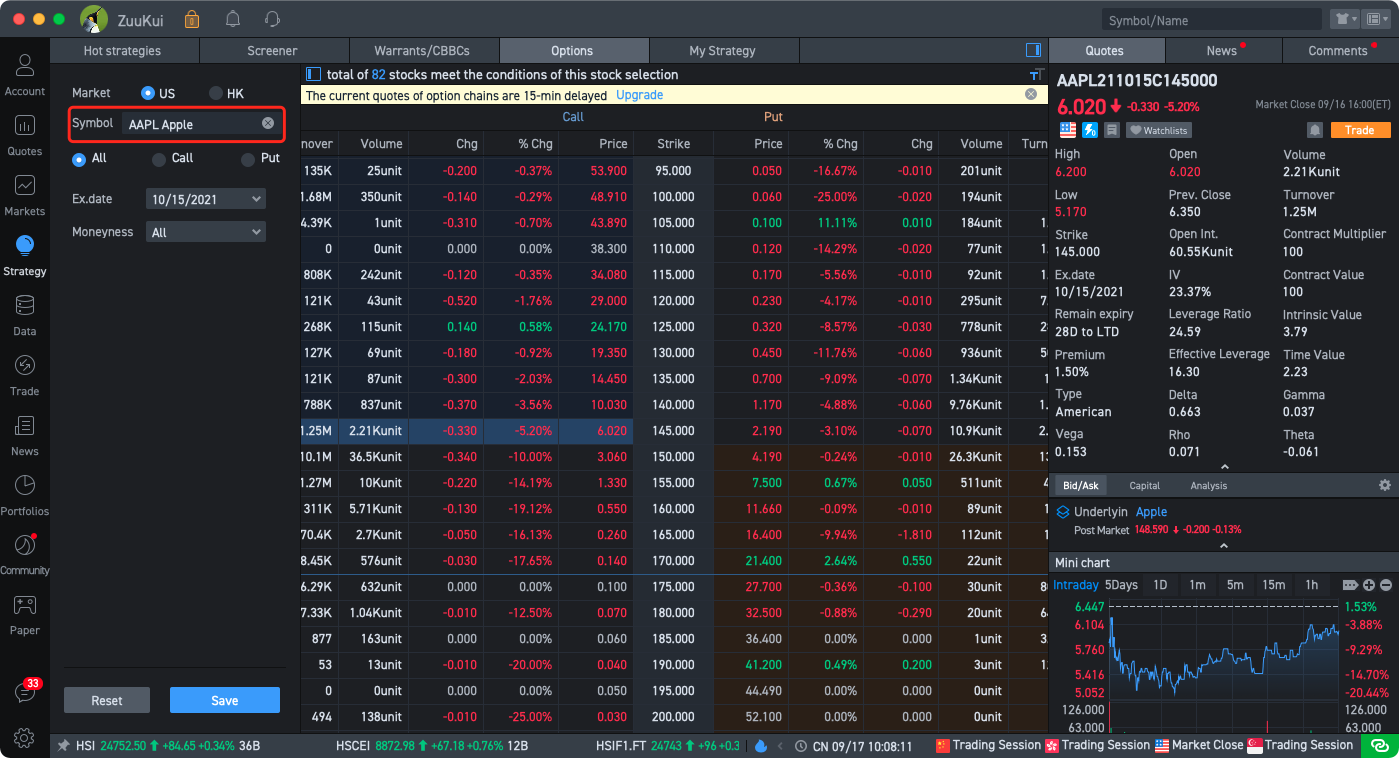 ZuuKui
Symbol/Name
Hot strategies Screener Warrants/CBBCs Options My Strategy Quotes News Comments
Account
Quotes
Markets
Strategy
Data
Trade
News
Portfolios
Community
Paper
33
Market US HK
Symbol AAPL Apple
All Call Put
Ex.date 10/15/2021
Moneyness All
Reset Save
total of 82 stocks meet the conditions of this stock selection
The current quotes of option chains are 15-min delayed Upgrade
Call Put
nover Volume Chg % Chg Price Strike Price % Chg Chg Volume Turn
135K 25unit -0.200 -0.37% 53.900 95.000 0.050 -16.67% -0.010 201unit
1.68M 350unit -0.140 -0.29% 48.910 100.000 0.060 -25.00% -0.020 194unit
4.39K 1unit -0.310 -0.70% 43.890 105.000 0.100 11.11% 0.010 184unit 1.
0 0unit 0.000 0.00% 38.300 110.000 0.120 -14.29% -0.020 77unit 1.
808K 242unit -0.120 -0.35% 34.080 115.000 0.170 -5.56% -0.010 92unit 1.
121K 43unit -0.520 -1.76% 29.000 120.000 0.230 -4.17% -0.010 295unit 7.
268K 115unit 0.140 0.58% 24.170 125.000 0.320 -8.57% -0.030 778unit 2
127K 69unit -0.180 -0.92% 19.350 130.000 0.450 -11.76% -0.060 936unit 5
121K 87unit -0.300 -2.03% 14.450 135.000 0.700 -9.09% -0.070 1.34Kunit 1
788K 837unit -0.370 -3.56% 10.030 140.000 1.170 -4.88% -0.060 9.76Kunit 1.
1.25M 2.21Kunit -0.330 -5.20% 6.020 145.000 2.190 -3.10% -0.070 10.9Kunit 2.
10.1M 36.5Kunit -0.340 -10.00% 3.060 150.000 4.190 -0.24% -0.010 26.3Kunit 1
1.27M 10Kunit -0.220 -14.19% 1.330 155.000 7.500 0.67% 0.050 511unit 4
311K 5.71Kunit -0.130 -19.12% 0.550 160.000 11.660 -0.09% -0.010 89unit 1
70.4K 2.7Kunit -0.050 -16.13% 0.260 165.000 16.400 -9.94% -1.810 112unit 1
8.45K 576unit -0.030 -17.65% 0.140 170.000 21.400 2.64% 0.550 22unit
6.29K 632unit 0.000 0.00% 0.100 175.000 27.700 -0.36% -0.100 30unit 8
7.33K 1.04Kunit -0.010 -12.50% 0.070 180.000 32.500 -0.88% -0.290 20unit 6
877 163unit 0.000 0.000 0.060 185.000 36.400 0.00% 0.000 1unit 3.
53 13unit -0.010 -20.00% 0.040 190.000 41.200 0.49% 0.200 3unit 1
0 0unit 0.000 0.00% 0.050 195.000 44.490 0.00% 0.000 0unit
494 138unit -0.010 -25.00% 0.030 200.000 52.100 0.000 0.000 0unit
AAPL211015C145000
6.020 -0.330 -5.20% Market Close 09/16 16:00(ET)
Watchlists Trade
High Open Volume
6.200 6.020 2.21Kunit
Low Prev. Close Turnover
5.170 6.350 1.25M
Strike Open Int. Contract Multiplier
145.000 60.55Kunit 100
Ex.date IV Contract Value
10/15/2021 23.37% 100
Remain expiry Leverage Ratio Intrinsic Value
28D to LTD 24.59 3.79
Premium Effective Leverage Time Value
1.50% 16.30 2.23
Type Delta Gamma
American 0.663 0.037
Vega Rho Theta
0.153 0.071 -0.061
Bid/Ask Capital Analysis
Underlyin Apple
Post Market 148.590 -0.200 -0.13%
Mini chart
Intraday 5Days 1D 1m 5m 15m 1h
6.447 1.53%
6.104 -3.88%
5.760 -9.29%
5.416 -14.70%
5.052 -20.44%
126.000 126.000
63.000 63.000
HSI 24752.50 +84.65 +0.34% 36B HSCEI 8872.98 +67.18 +0.76% 12B HSIF1.FT 24743 +96 +0.3 CN 09/17 10:08:11 Trading Session Trading Session Market Close Trading Session